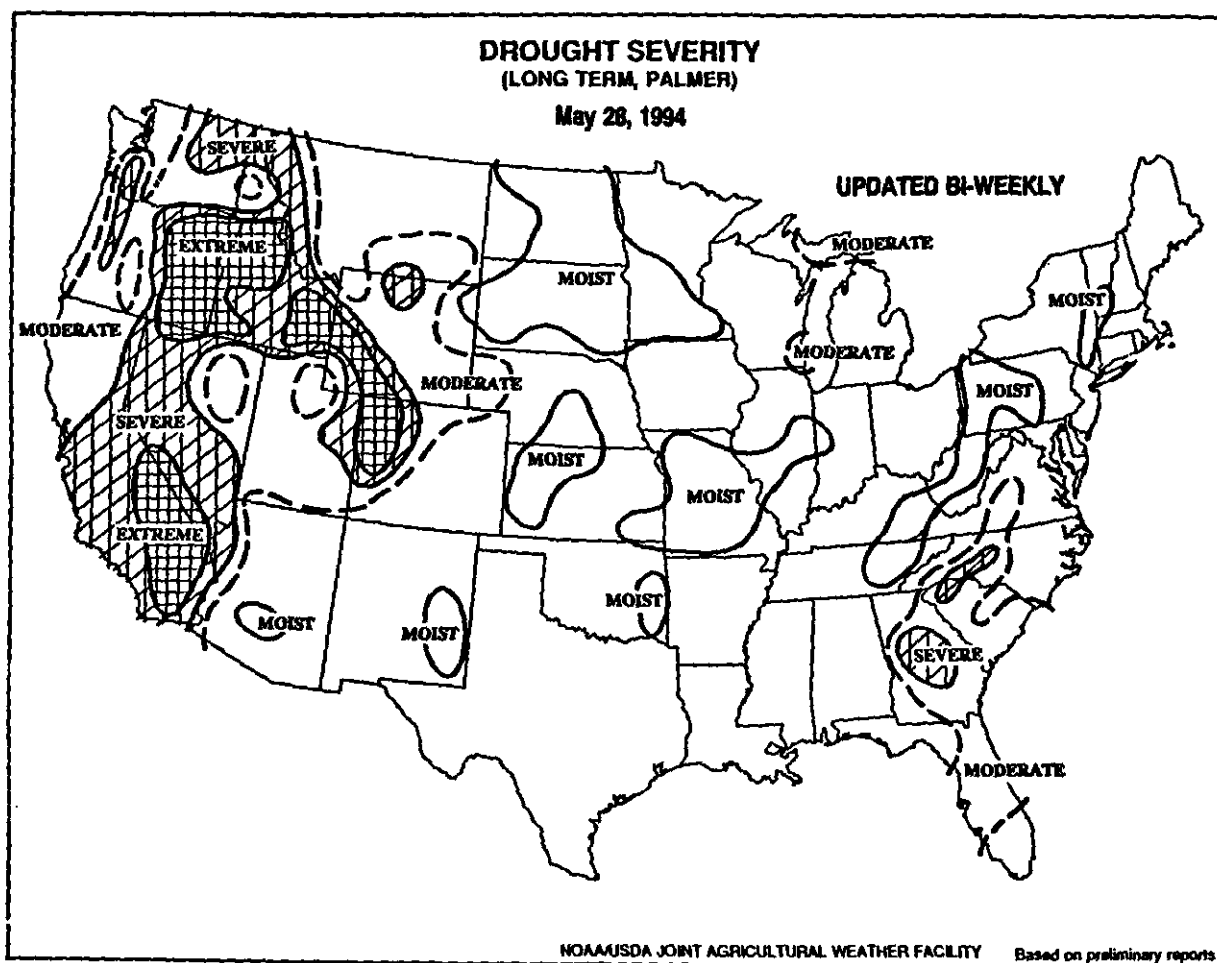 DROUGHT SEVERITY
(LONG TERM, PALMER)
May 28, 1994
UPDATED BI-WEEKLY
SEVERE
EXTREME
MODERATE
MOIST
MODERATE
MOIST
MODERATE
MODERATE
MOIST
SEVERE
MOIST
MOIST
EXTREME
MOIST
MOIST
MOIST
SEVERE
MODERATE
NOAA/USDA JOINT AGRICULTURAL WEATHER FACILITY Based on preliminary reports